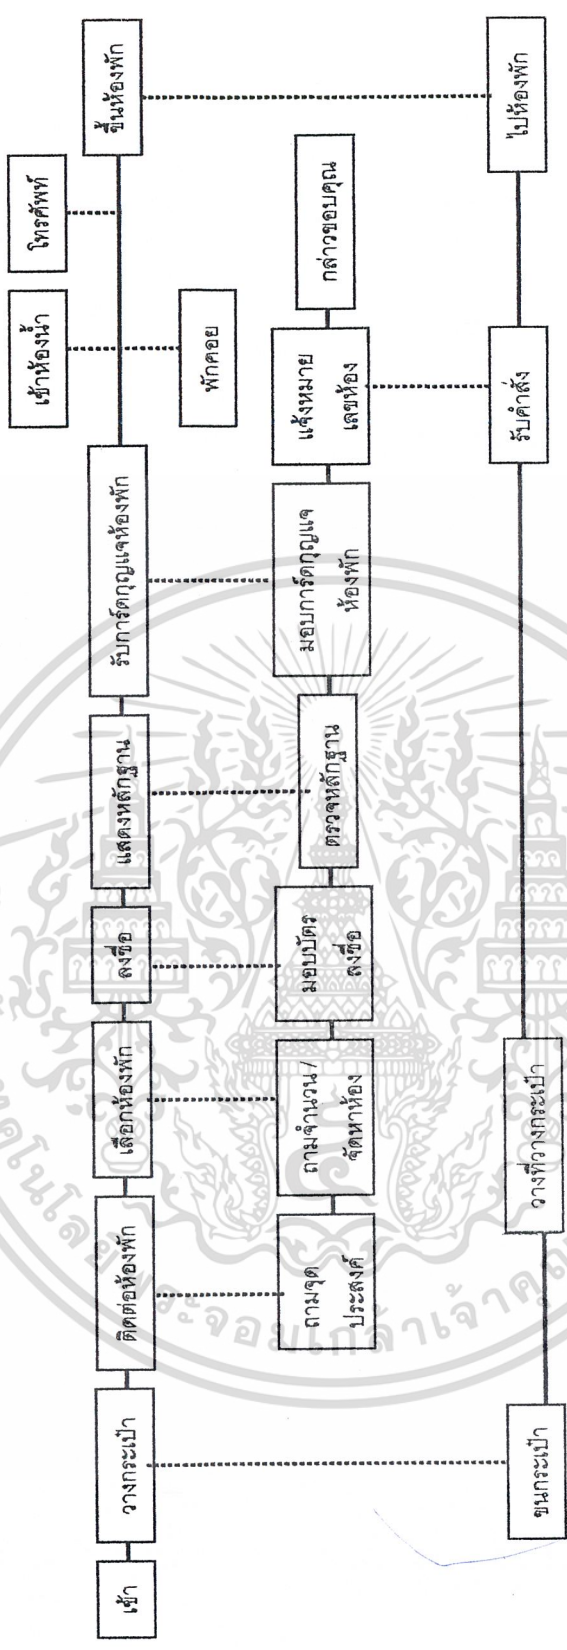 เข้า
วางกระเป๋า
ติดต่อห้องพัก
เลือกห้องพัก
ลงชื่อ
แสดงหลักฐาน
รับการ์ดกุญแจห้องพัก
เข้าห้องน้ำ
โทรศัพท์
พักคอย
ขึ้นห้องพัก
ถามจุด
ประสงค์
ถามจำนวน /
จัดหาห้อง
มอบบัตร
ลงชื่อ
ตรวจหลักฐาน
มอบการ์ดกุญแจ
ห้องพัก
แจ้งหมาย
เลขห้อง
กล่าวขอบคุณ
ขนกระเป๋า
วางที่วางกระเป๋า
รับคำสั่ง
ไปห้องพัก